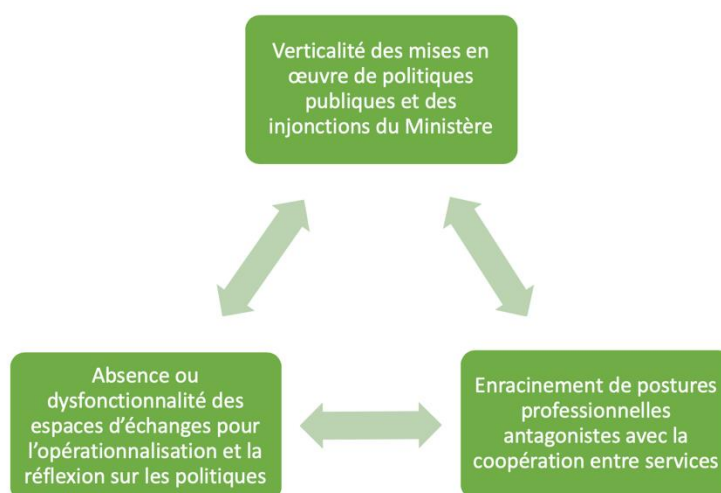 Verticalité des mises en
œuvre de politiques
publiques et des
injonctions du Ministère
Absence ou
dysfonctionnalité des
espaces d'échanges pour
l'opérationnalisation et la
réflexion sur les politiques
Enracinement de postures
professionnelles
antagonistes avec la
coopération entre services